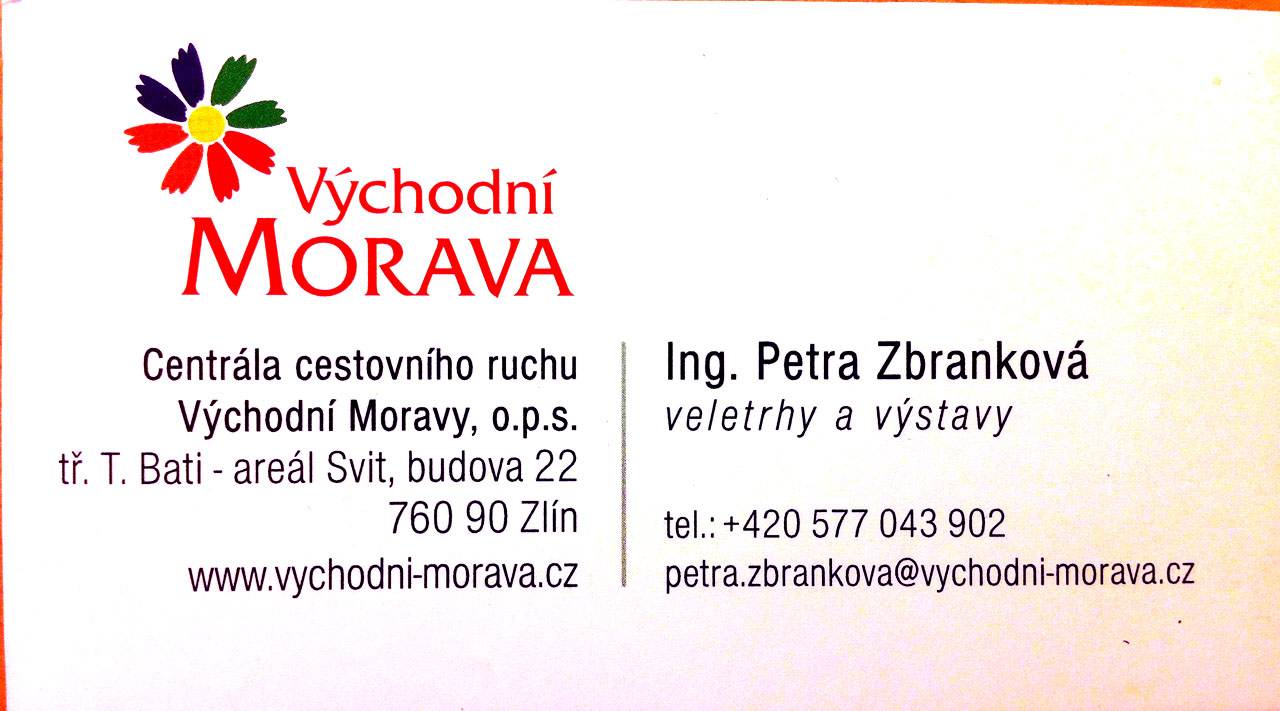 Východní
MORAVA
Centrála cestovního ruchu
Východní Moravy, o.p.s.
tř. T. Bati - areál Svit, budova 22
760 90 Zlín
www.vychodni-morava.cz
Ing. Petra Zbranková
veletrhy a výstavy
tel.: +420 577 043 902
petra.zbrankova@vychodni-morava.cz